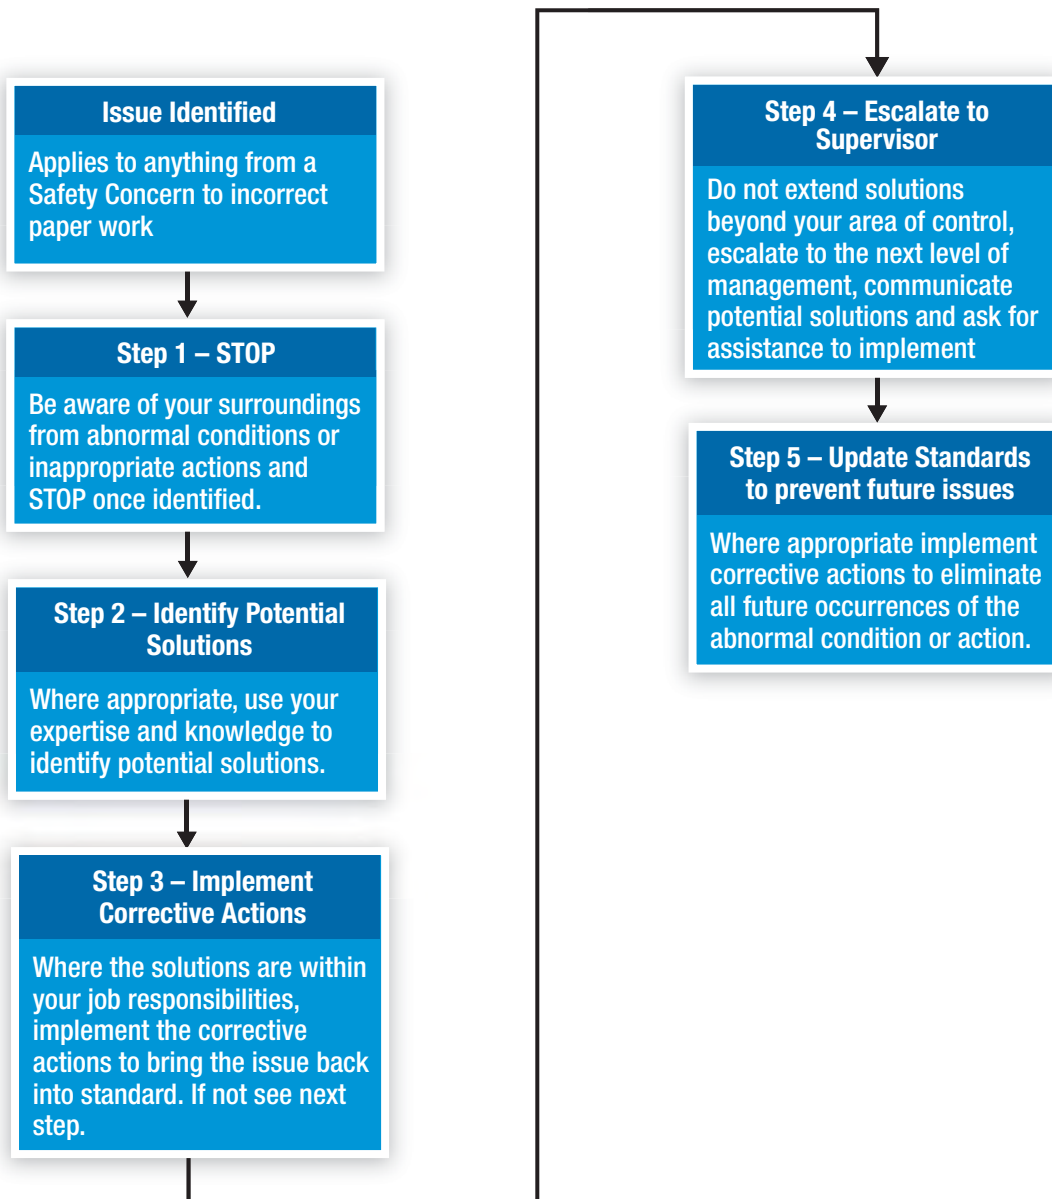 Issue Identified
Applies to anything from a
Safety Concern to incorrect
paper work
Step 1 – STOP
Be aware of your surroundings
from abnormal conditions or
inappropriate actions and
STOP once identified.
Step 2 – Identify Potential
Solutions
Where appropriate, use your
expertise and knowledge to
identify potential solutions.
Step 3 – Implement
Corrective Actions
Where the solutions are within
your job responsibilities,
implement the corrective
actions to bring the issue back
into standard. If not see next
step.
Step 4 – Escalate to
Supervisor
Do not extend solutions
beyond your area of control,
escalate to the next level of
management, communicate
potential solutions and ask for
assistance to implement
Step 5 – Update Standards
to prevent future issues
Where appropriate implement
corrective actions to eliminate
all future occurrences of the
abnormal condition or action.